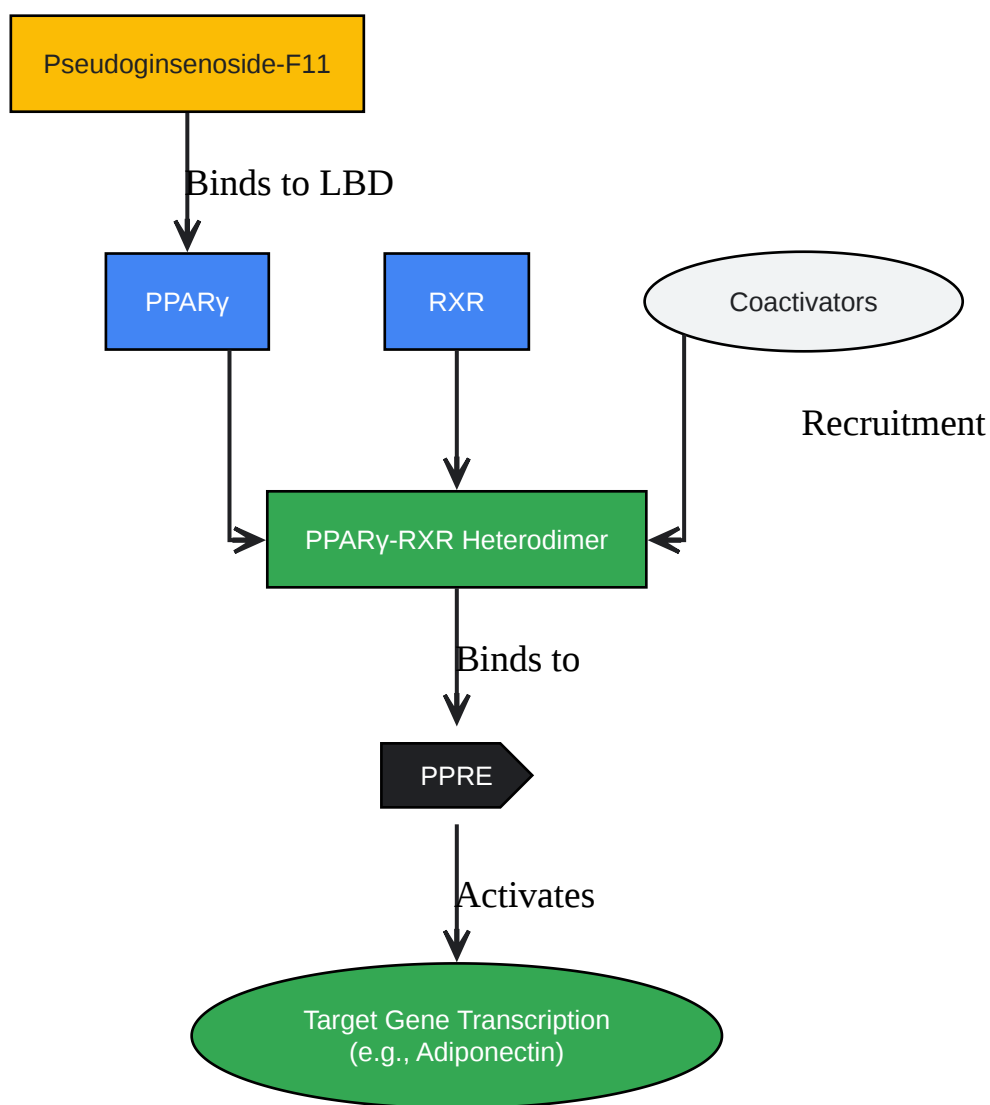 Pseudoginsenoside-F11
Binds to LBD
PPARγ
RXR
Coactivators
Recruitment
PPARγ-RXR Heterodimer
Binds to
PPRE
Activates
Target Gene Transcription
(e.g., Adiponectin)